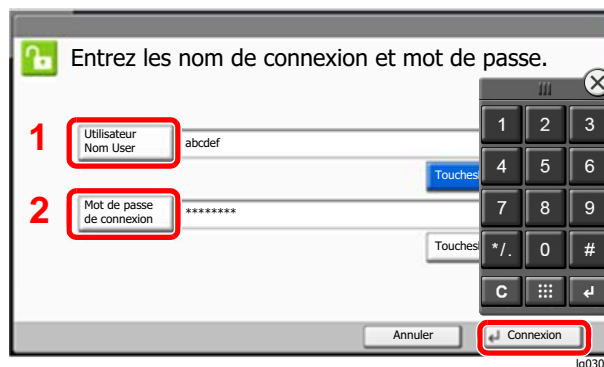 Entrez les nom de connexion et mot de passe.
1
Utilisateur
Nom User
abcdef
Touches
2
Mot de passe
de connexion
********
Touches
1 2 3
4 5 6
7 8 9
*/. 0 #
C
Annuler
Connexion